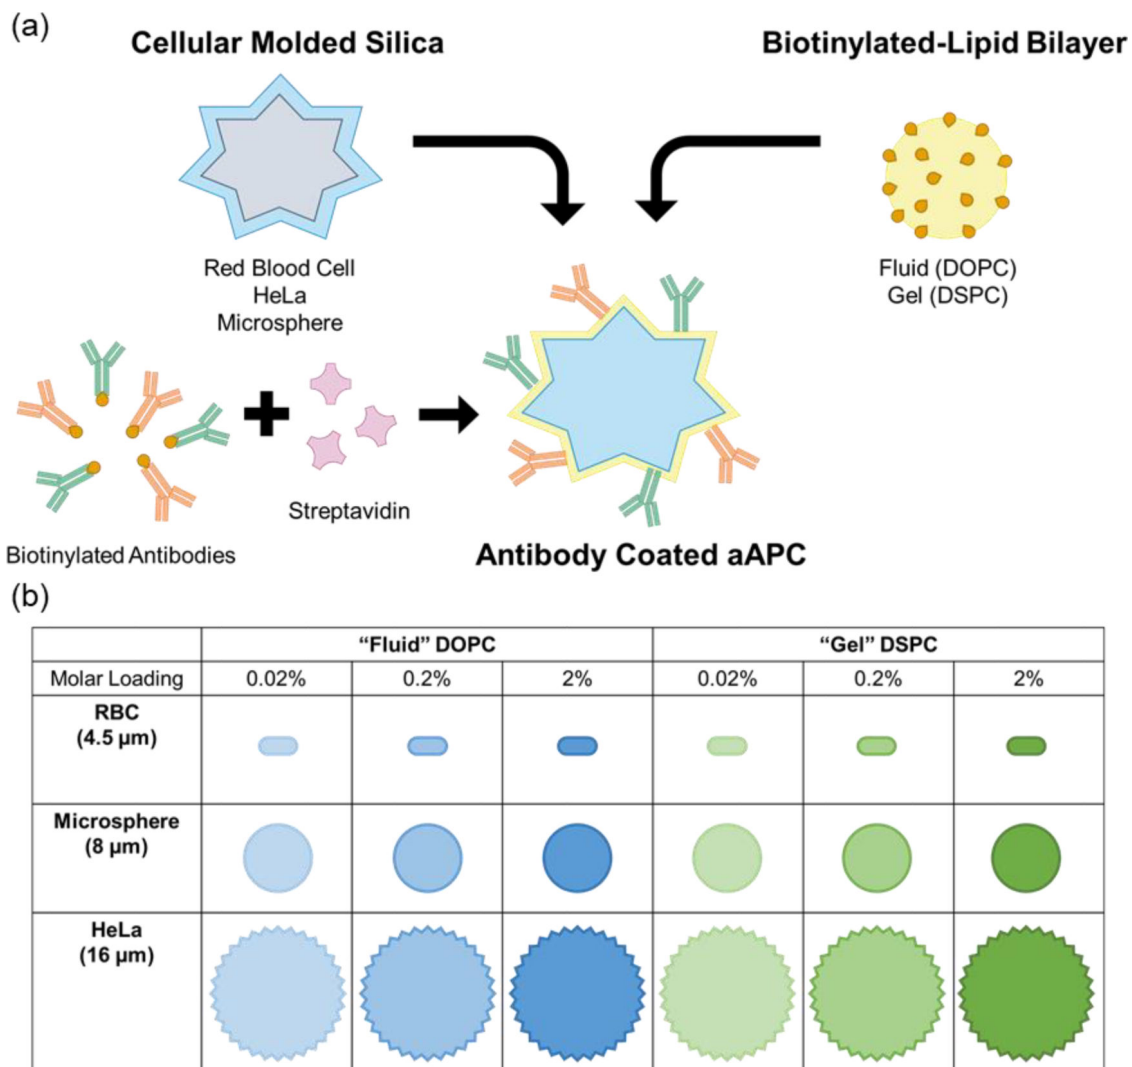 (a)
Cellular Molded Silica
Biotinylated-Lipid Bilayer
Red Blood Cell
HeLa
Microsphere
Fluid (DOPC)
Gel (DSPC)
Streptavidin
Biotinylated Antibodies
Antibody Coated aAPC
(b)
“Fluid” DOPC “Gel” DSPC
Molar Loading 0.02% 0.2% 2% 0.02% 0.2% 2%
RBC
(4.5 µm)
Microsphere
(8 µm)
HeLa
(16 µm)